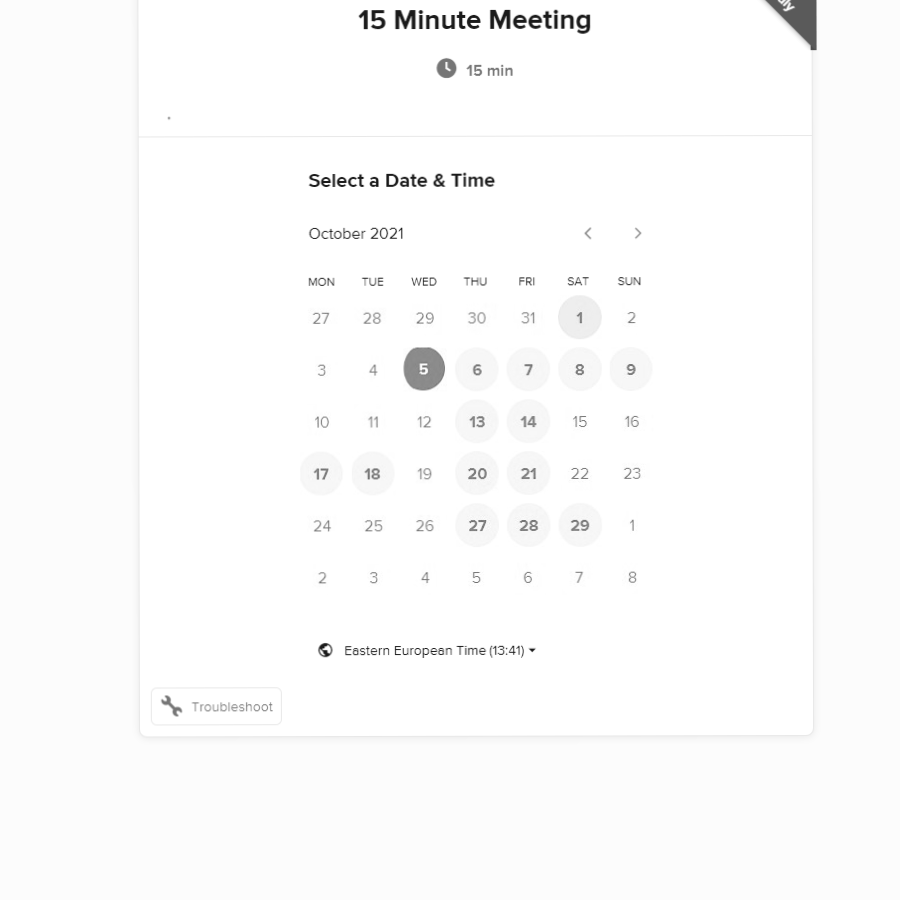 15 Minute Meeting
15 min
Select a Date & Time
October 2021
MON TUE WED THU FRI SAT SUN
27 28 29 30 31 1 2
3 4 5 6 7 8 9
10 11 12 13 14 15 16
17 18 19 20 21 22 23
24 25 26 27 28 29 1
2 3 4 5 6 7 8
Eastern European Time (13:41)
Troubleshoot